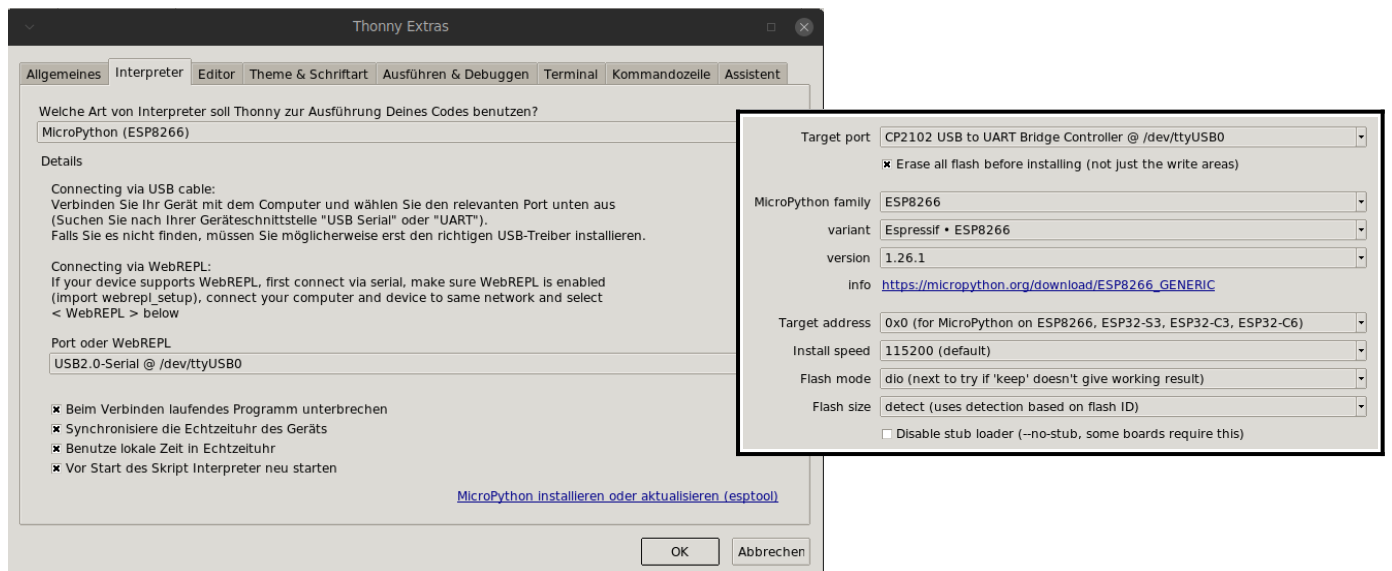 Thonny Extras
Allgemeines Interpreter Editor Theme & Schriftart Ausführen & Debuggen Terminal Kommandozeile Assistent
Welche Art von Interpreter soll Thonny zur Ausführung Deines Codes benutzen?
MicroPython (ESP8266)
Details
Connecting via USB cable:
Verbinden Sie Ihr Gerät mit dem Computer und wählen Sie den relevanten Port unten aus
(Suchen Sie nach Ihrer Geräteschnittstelle "USB Serial" oder "UART").
Falls Sie es nicht finden, müssen Sie möglicherweise erst den richtigen USB-Treiber installieren.
Connecting via WebREPL:
If your device supports WebREPL, first connect via serial, make sure WebREPL is enabled
(import webrepl_setup), connect your computer and device to same network and select
< WebREPL > below
Port oder WebREPL
USB2.0-Serial @ /dev/ttyUSB0
Beim Verbinden laufendes Programm unterbrechen
Synchronisiere die Echtzeituhr des Geräts
Benutze lokale Zeit in Echtzeituhr
Vor Start des Skript Interpreter neu starten
MicroPython installieren oder aktualisieren (esptool)
OK Abbrechen
Target port CP2102 USB to UART Bridge Controller @ /dev/ttyUSB0
Erase all flash before installing (not just the write areas)
MicroPython family ESP8266
variant Espressif • ESP8266
version 1.26.1
info https://micropython.org/download/ESP8266_GENERIC
Target address 0x0 (for MicroPython on ESP8266, ESP32-S3, ESP32-C3, ESP32-C6)
Install speed 115200 (default)
Flash mode dio (next to try if 'keep' doesn't give working result)
Flash size detect (uses detection based on flash ID)
Disable stub loader (--no-stub, some boards require this)